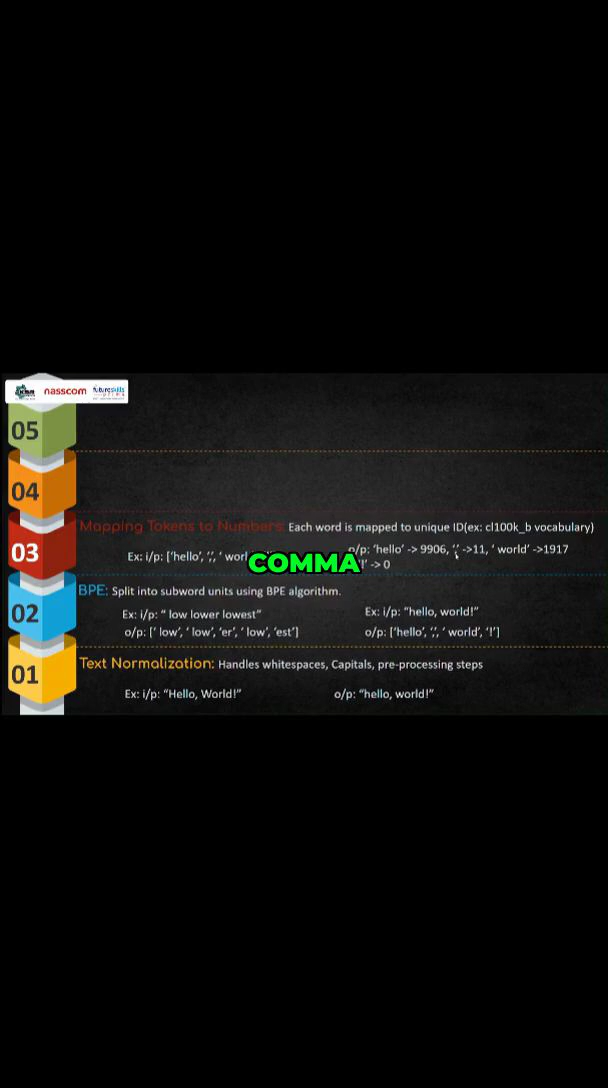 nasscom
futureskills
prime
05
04
Mapping Tokens to Numbers: Each word is mapped to unique ID(ex: cl100k_b vocabulary)
03
Ex: i/p: ['hello', ',', ' worl
o/p: 'hello' -> 9906, ',' ->11, ' world' ->1917
'!' -> 0
COMMA
BPE: Split into subword units using BPE algorithm.
02
Ex: i/p: " low lower lowest"
Ex: i/p: "hello, world!"
o/p: [' low', ' low', 'er', ' low', 'est']
o/p: ['hello', ',', ' world', '!']
Text Normalization: Handles whitespaces, Capitals, pre-processing steps
01
Ex: i/p: "Hello, World!"
o/p: "hello, world!"